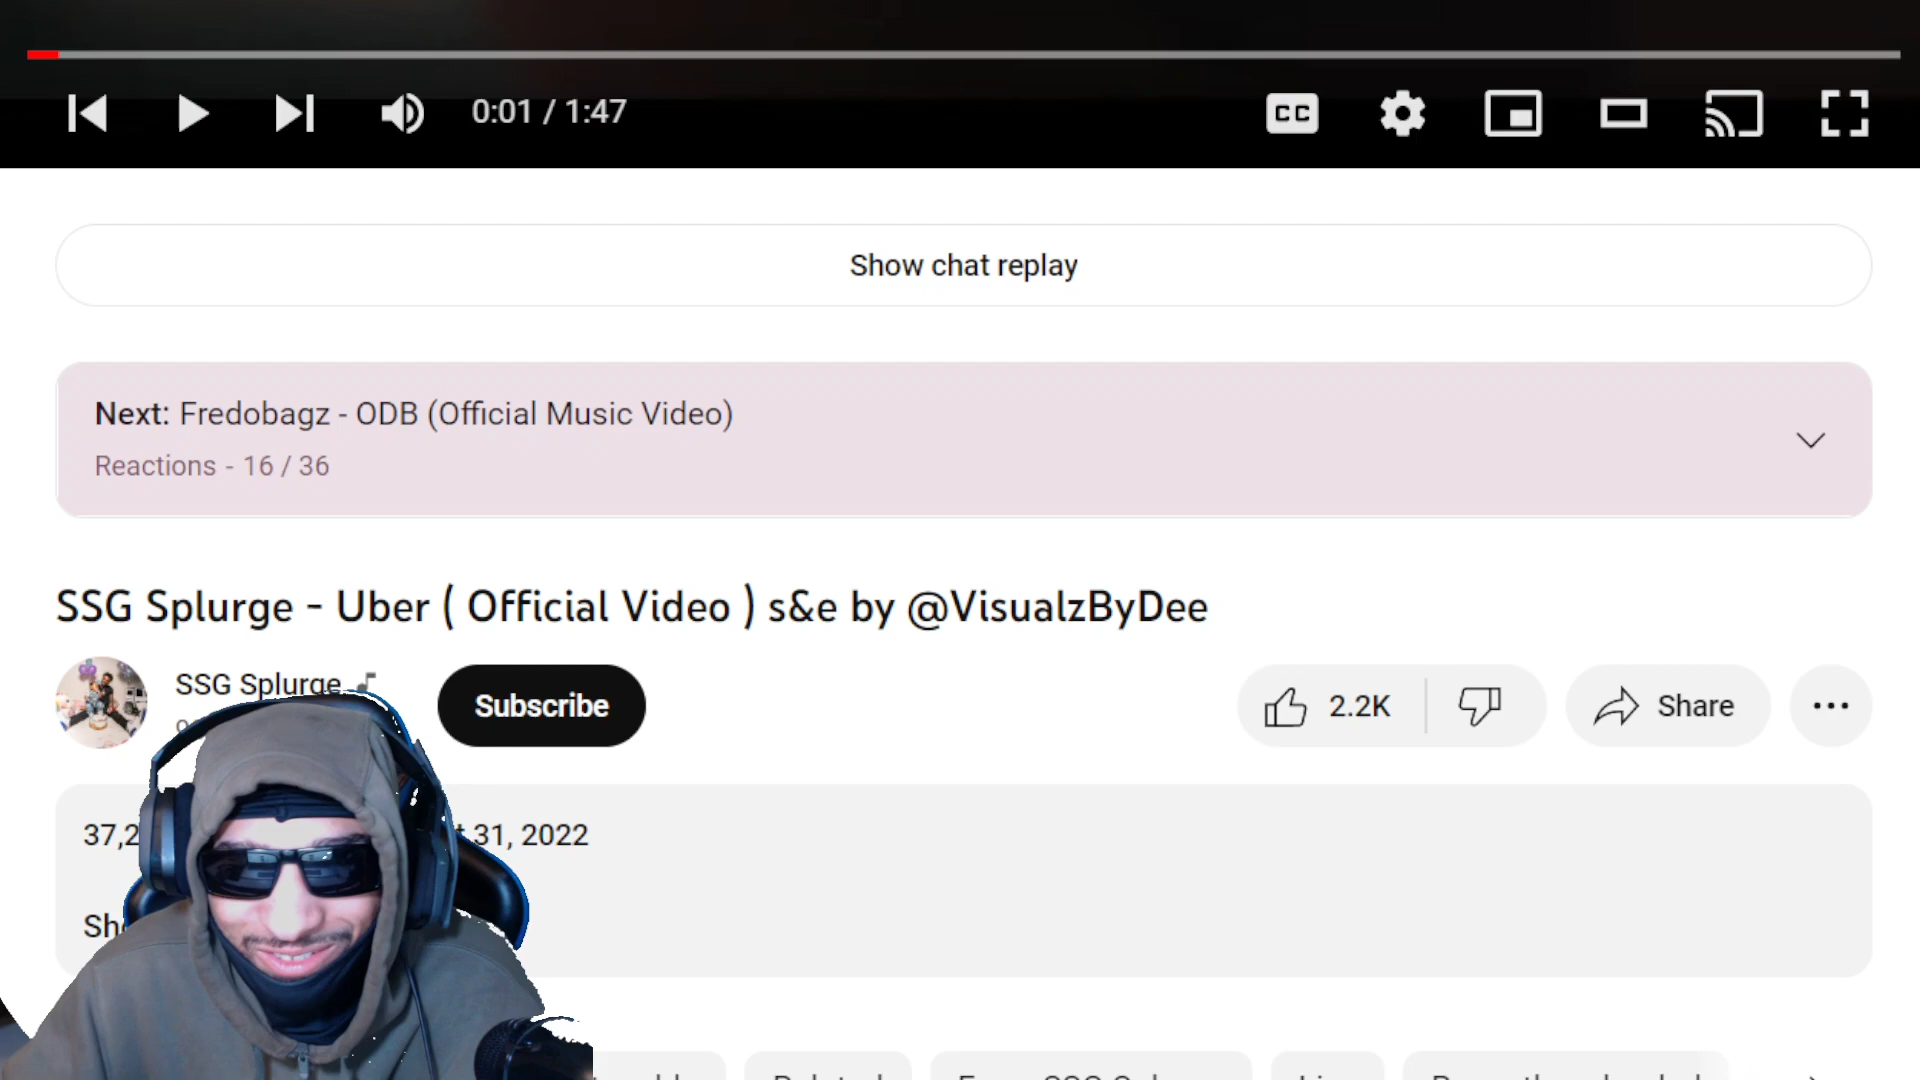 0:01 / 1:47
CC
Show chat replay
Next: Fredobagz - ODB (Official Music Video)
Reactions - 16 / 36
SSG Splurge - Uber ( Official Video ) s&e by @VisualzByDee
SSG Splurge
Subscribe
2.2K
Share
31, 2022